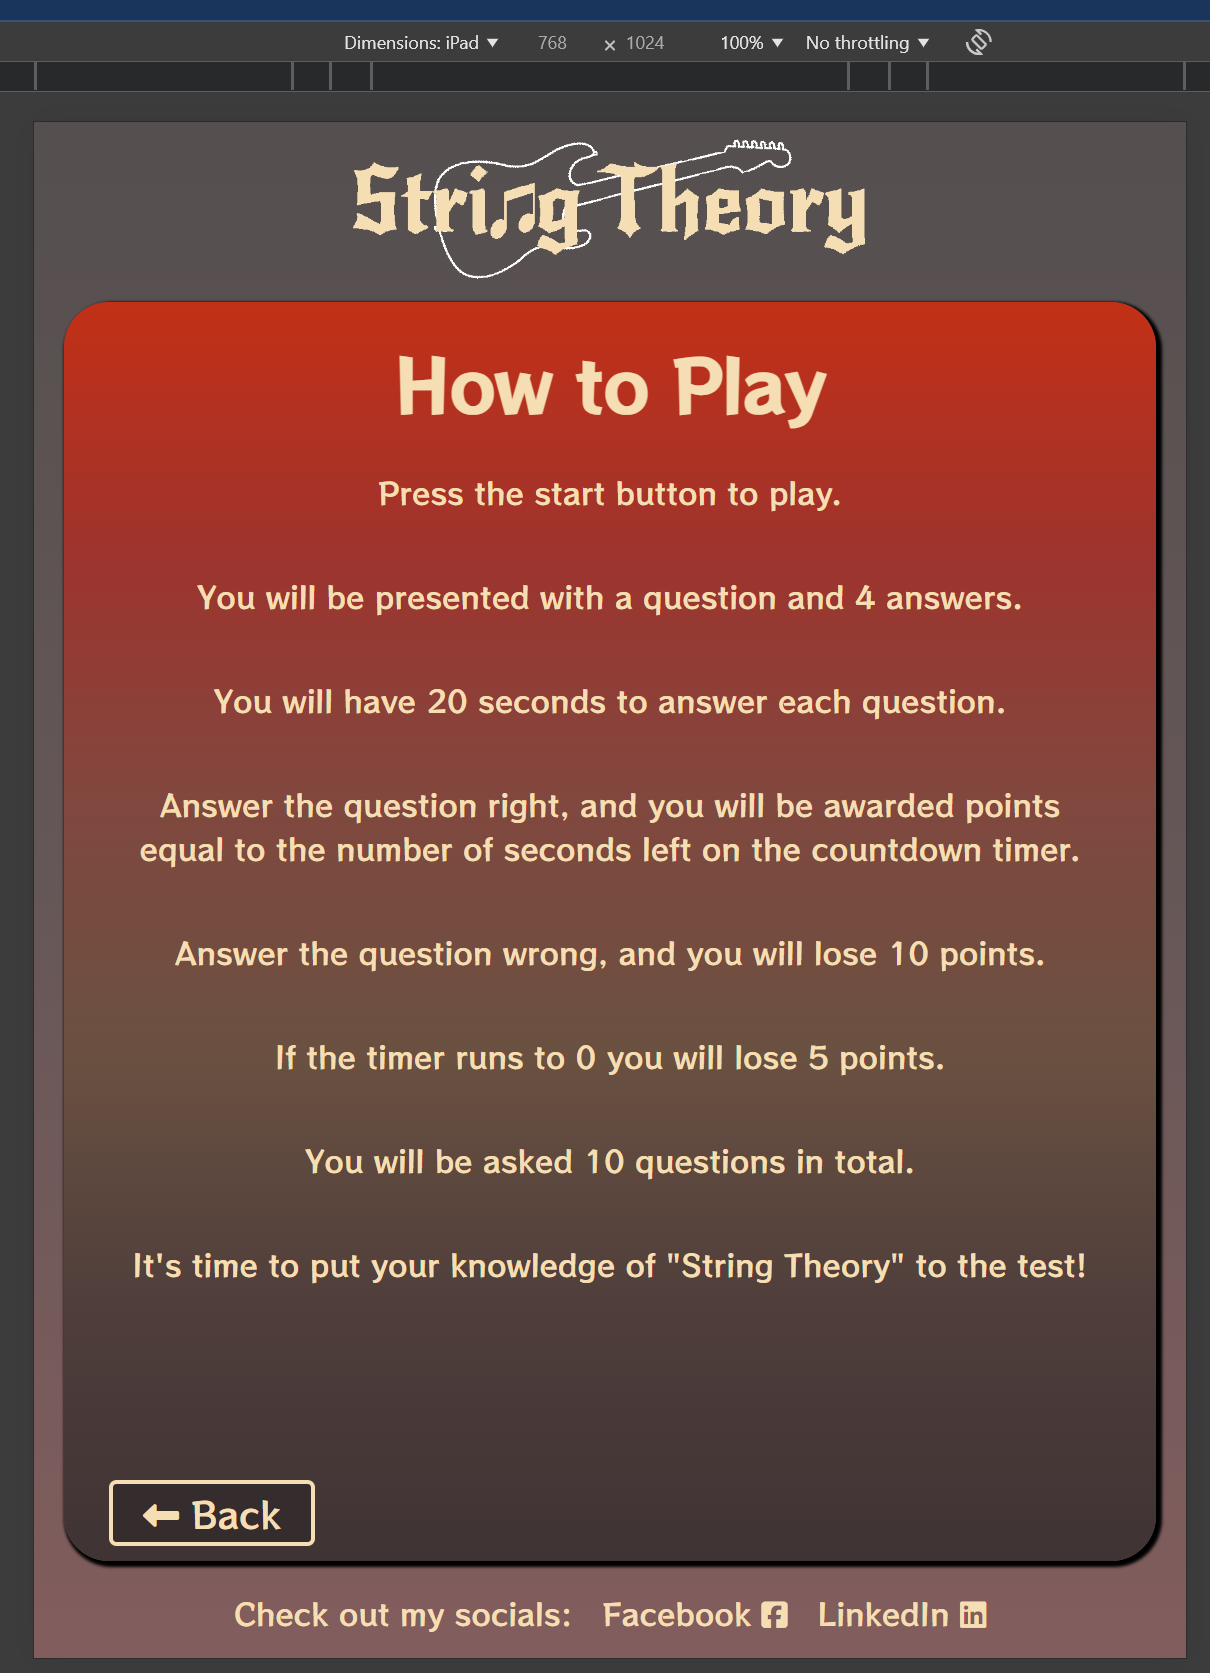 Dimensions: iPad ▼ 768 × 1024 100% ▼ No throttling ▼
String Theory
How to Play
Press the start button to play.
You will be presented with a question and 4 answers.
You will have 20 seconds to answer each question.
Answer the question right, and you will be awarded points
equal to the number of seconds left on the countdown timer.
Answer the question wrong, and you will lose 10 points.
If the timer runs to 0 you will lose 5 points.
You will be asked 10 questions in total.
It's time to put your knowledge of "String Theory" to the test!
Back
Check out my socials: Facebook LinkedIn